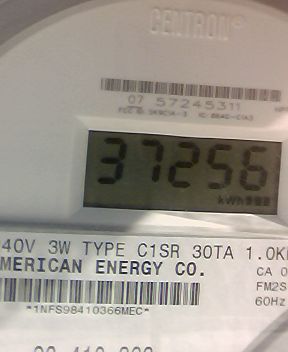 CENTRON®
07 57245311
37256
kWh
40V 3W TYPE C1SR 30TA 1.0K
MERICAN ENERGY CO.
CA 0
FM2S
60Hz
*1NFS98410366MEC*